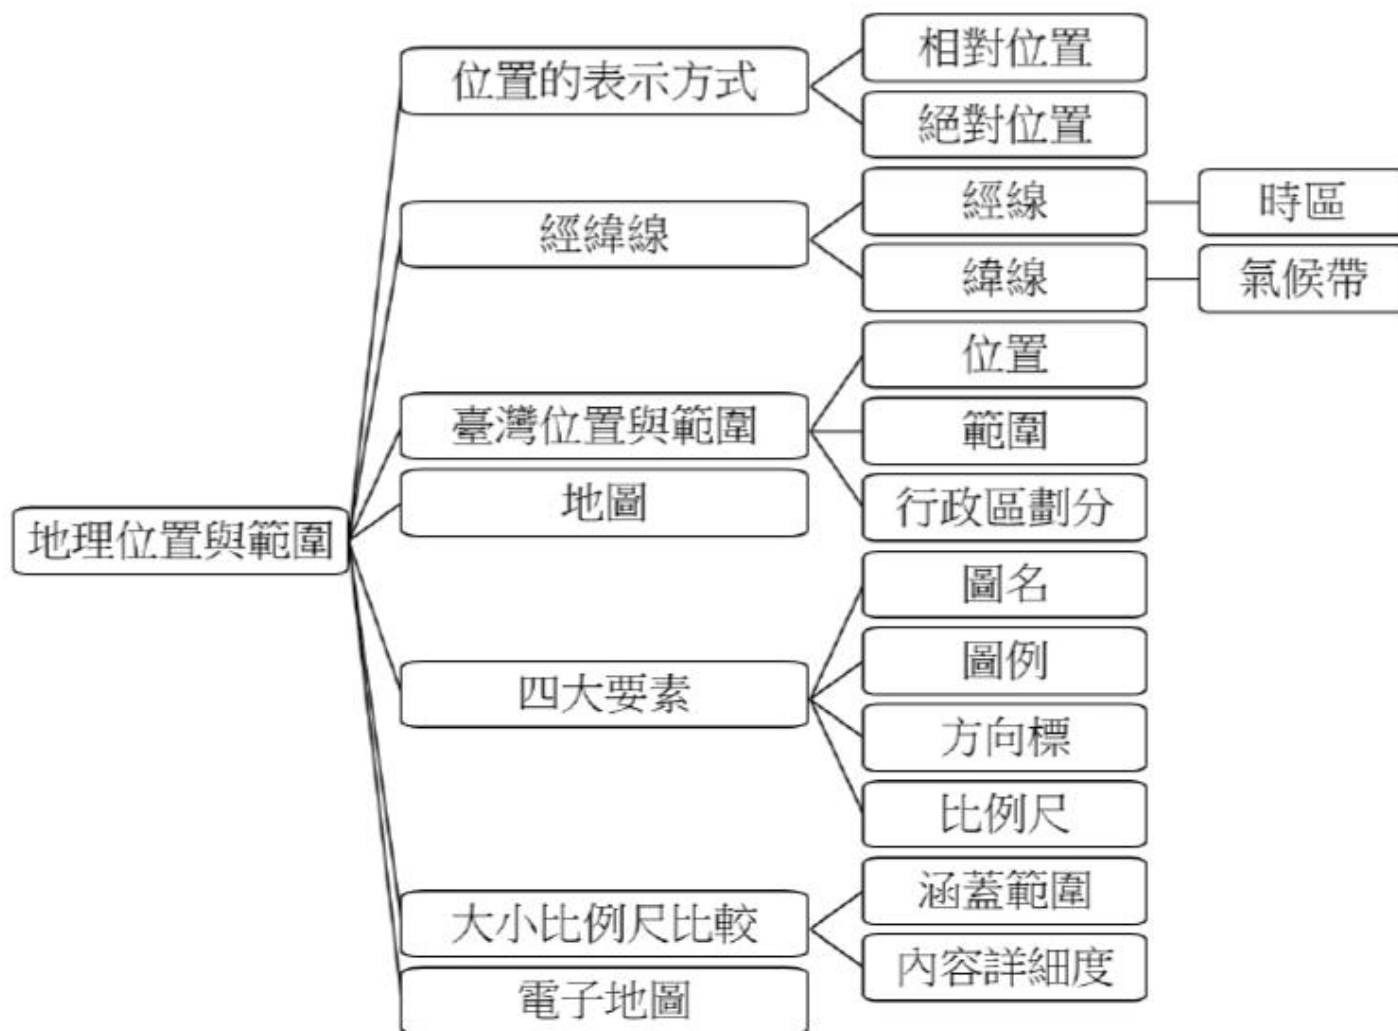 地理位置與範圍
位置的表示方式
相對位置
絕對位置
經緯線
經線
時區
緯線
氣候帶
臺灣位置與範圍
位置
範圍
行政區劃分
地圖
四大要素
圖名
圖例
方向標
比例尺
大小比例尺比較
涵蓋範圍
內容詳細度
電子地圖